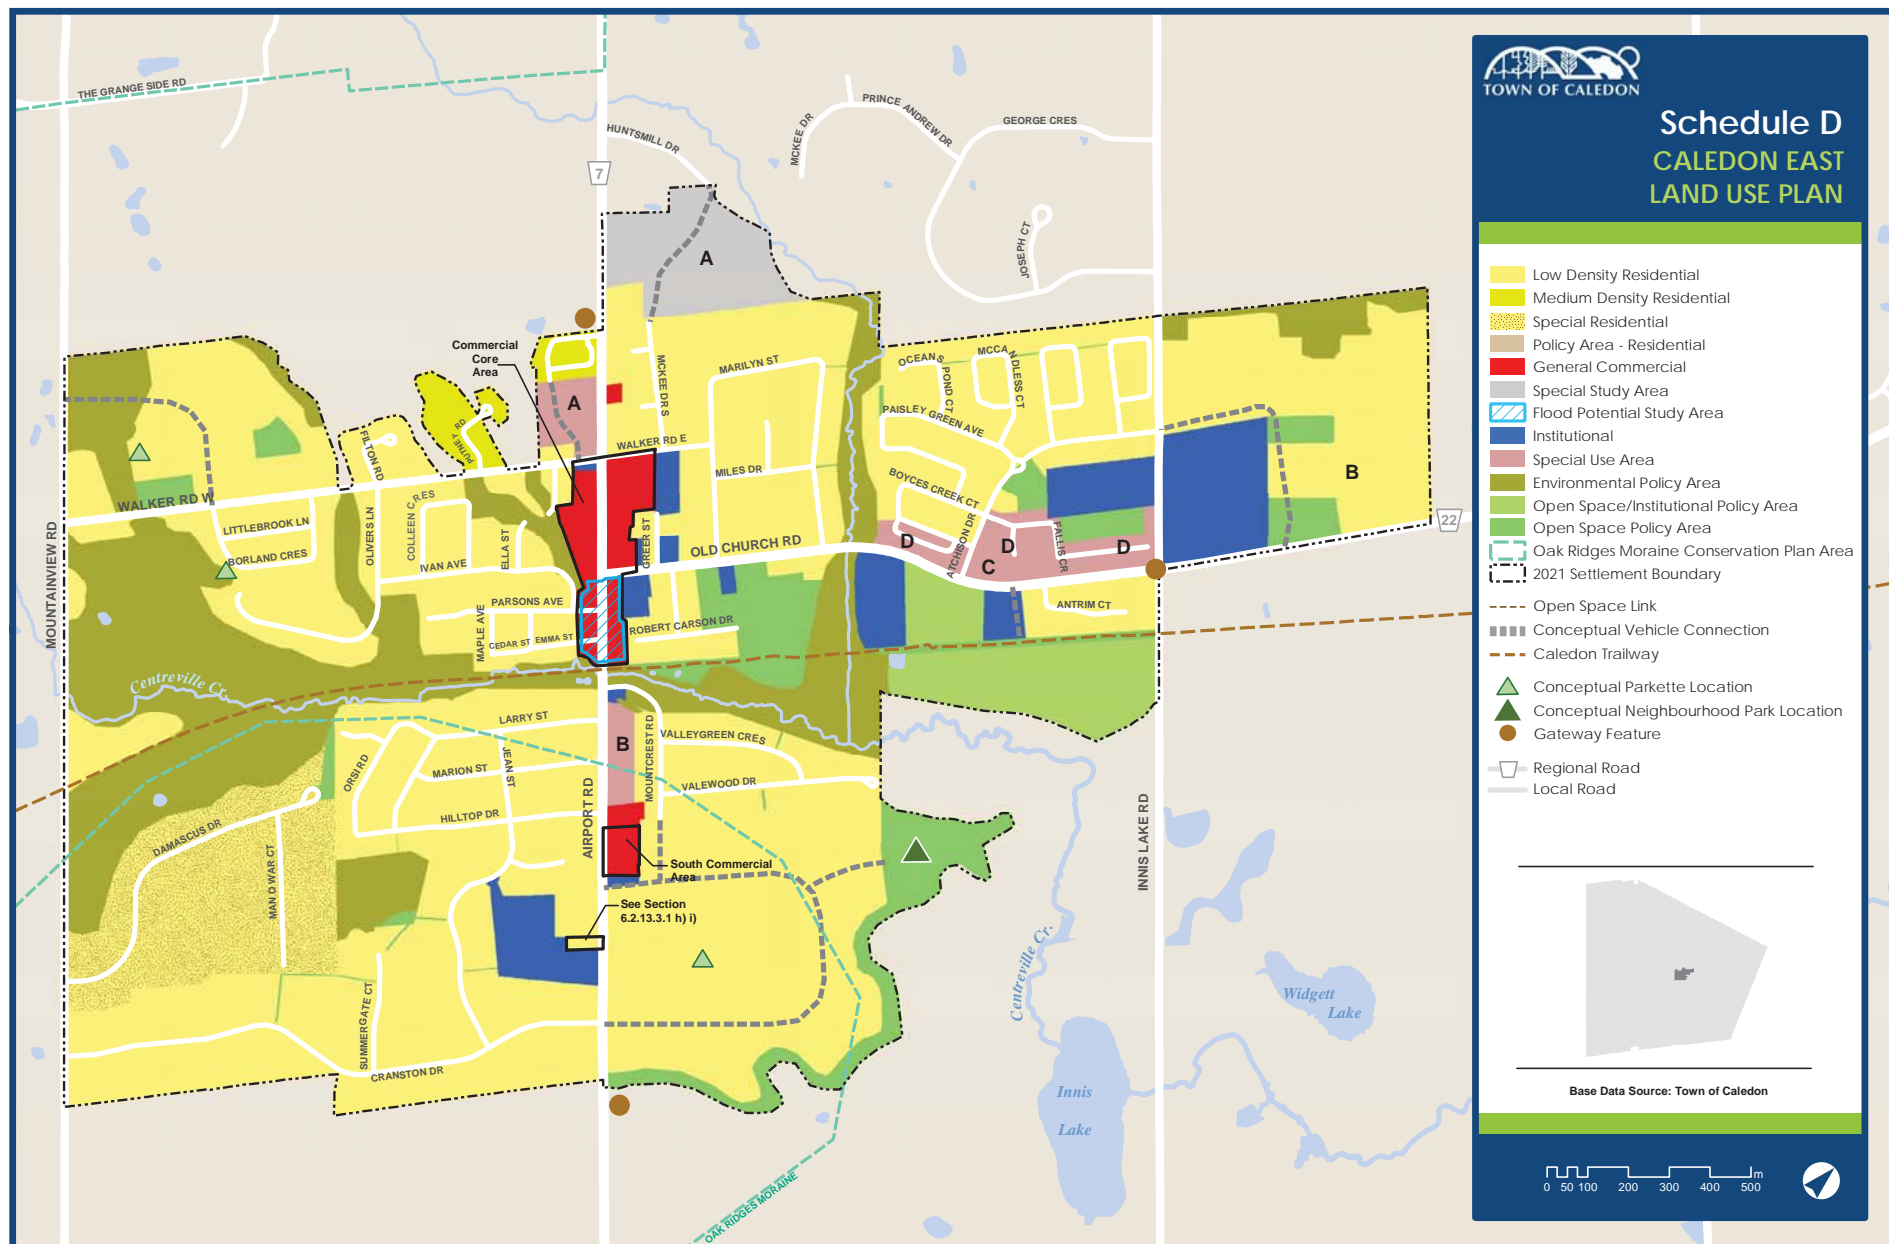 THE GRANGE SIDE RD
HUNTSMILL DR
7
MCKEE DR
PRINCE ANDREW DR
GEORGE CRES
JOSEPH CT
A
Commercial
Core
Area
A
PUTNEY RD
FILTON RD
MCKEE DR S
MARILYN ST
WALKER RD E
MILES DR
OCEANS POND CT
MCCANDLESS CT
PAISLEY GREEN AVE
BOYCES CREEK CT
ATCHISON DR
FALLIS CR
D
D
D
C
B
22
WALKER RD W
LITTLEBROOK LN
BORLAND CRES
OLIVERS LN
COLLEEN CRES
IVAN AVE
ELLA ST
GREER ST
OLD CHURCH RD
PARSONS AVE
MAPLE AVE
CEDAR ST
EMMA ST
ROBERT CARSON DR
ANTRIM CT
MOUNTAINVIEW RD
Centreville Cr.
LARRY ST
ORSI RD
MARION ST
JEAN ST
HILLTOP DR
AIRPORT RD
B
MOUNTCREST RD
VALLEYGREEN CRES
VALEWOOD DR
DAMASCUS DR
MAN O WAR CT
South Commercial
Area
See Section
6.2.13.3.1 h) i)
INNIS LAKE RD
SUMMERGATE CT
CRANSTON DR
Centreville Cr.
Widgett
Lake
Innis
Lake
OAK RIDGES MORAINE
TOWN OF CALEDON
Schedule D
CALEDON EAST
LAND USE PLAN
Low Density Residential
Medium Density Residential
Special Residential
Policy Area - Residential
General Commercial
Special Study Area
Flood Potential Study Area
Institutional
Special Use Area
Environmental Policy Area
Open Space/Institutional Policy Area
Open Space Policy Area
Oak Ridges Moraine Conservation Plan Area
2021 Settlement Boundary
Open Space Link
Conceptual Vehicle Connection
Caledon Trailway
Conceptual Parkette Location
Conceptual Neighbourhood Park Location
Gateway Feature
Regional Road
Local Road
Base Data Source: Town of Caledon
m
0 50 100 200 300 400 500